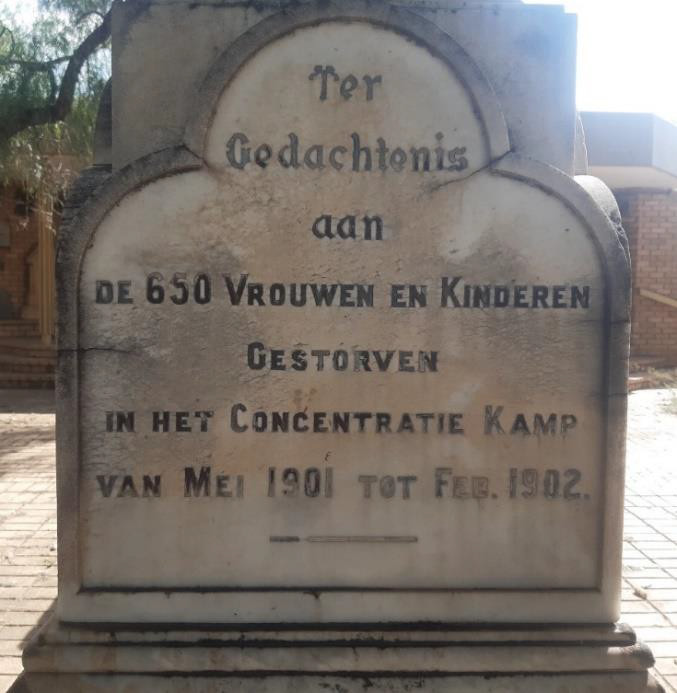 Ter
Gedachtenis
aan
DE 650 VROUWEN EN KINDEREN
GESTORVEN
IN HET CONCENTRATIE KAMP
VAN MEI 1901 TOT FEB. 1902.